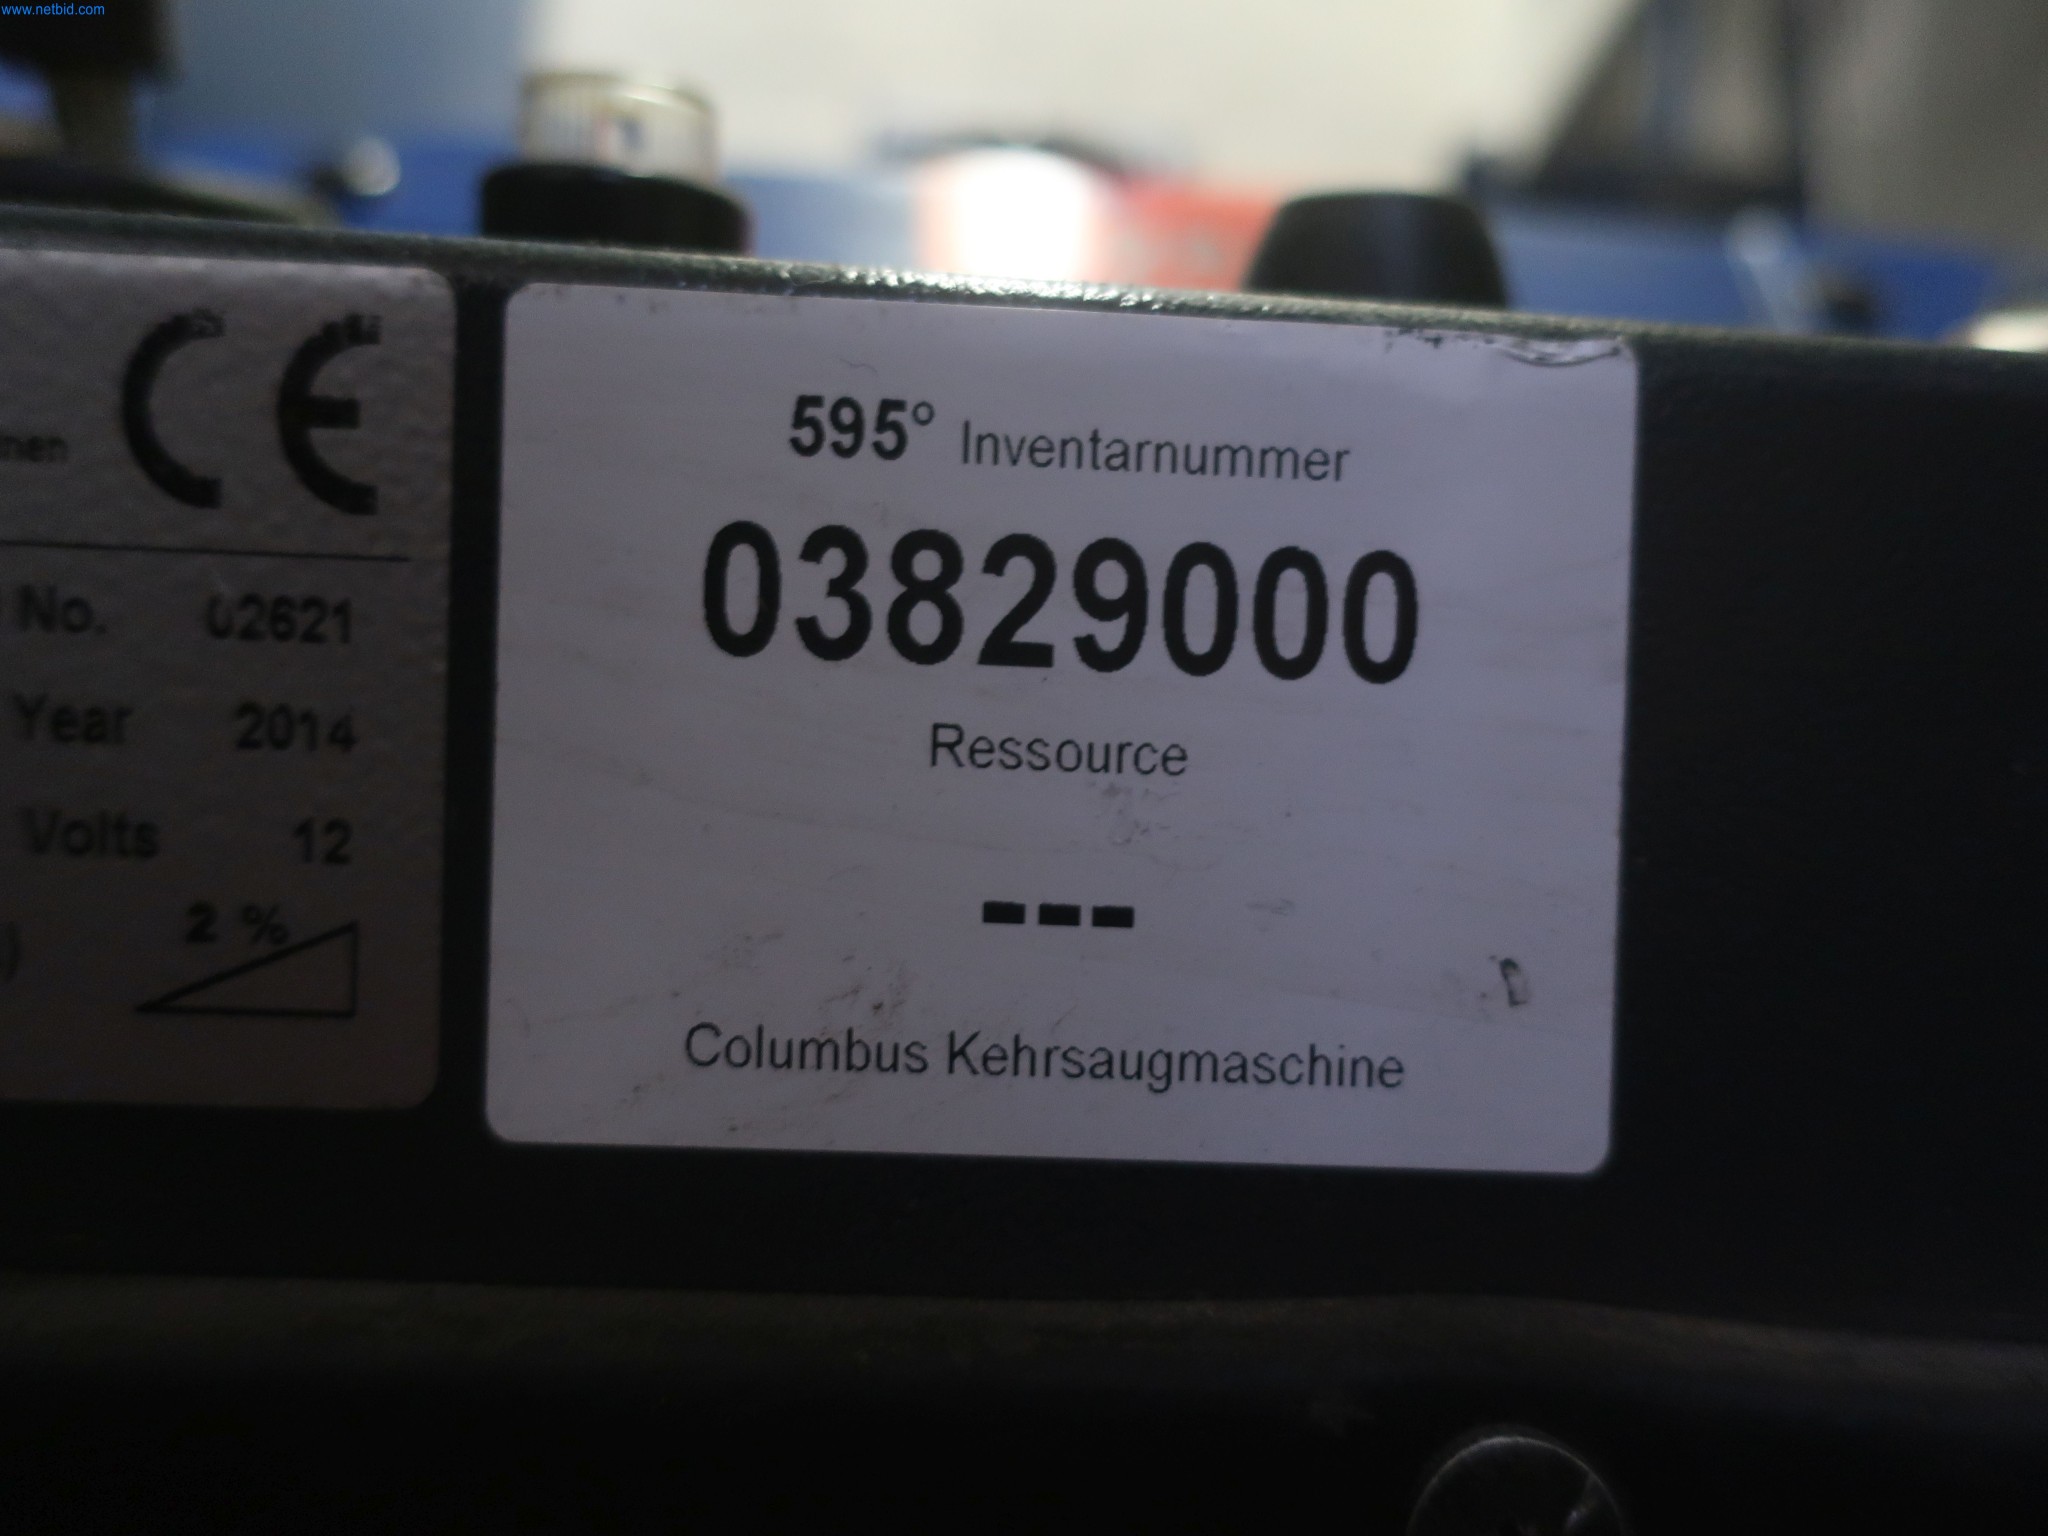 www.netbid.com
CE
No. 02621
Year 2014
Volts 12
2 %
595° Inventarnummer
03829000
Ressource
---
Columbus Kehrsaugmaschine